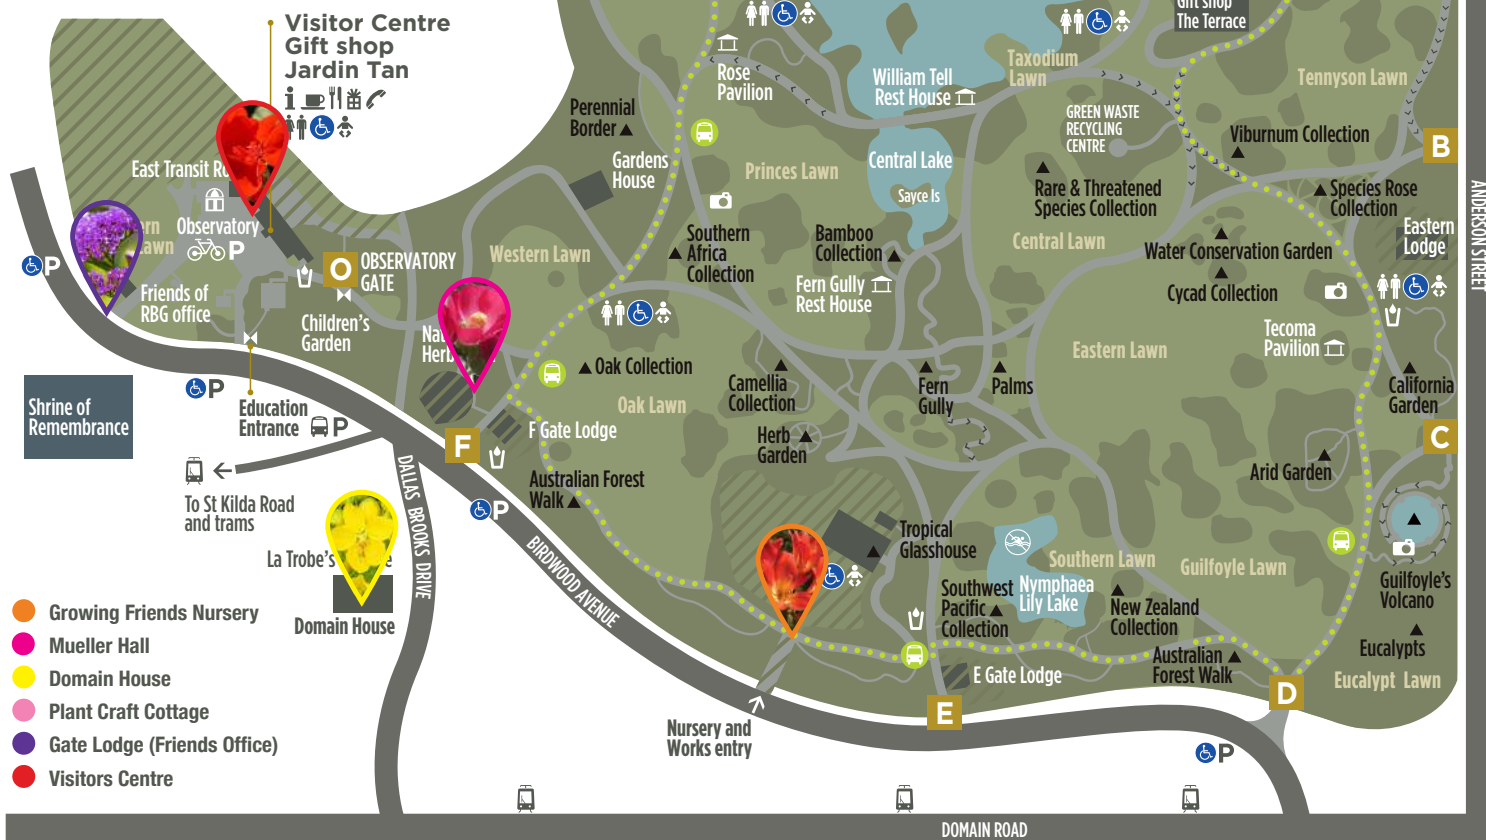 Visitor Centre
Gift shop
Jardin Tan
Gift shop
The Terrace
Taxodium
Lawn
Tennyson Lawn
Rose
Pavilion
William Tell
Rest House
Perennial
Border
GREEN WASTE
RECYCLING
CENTRE
Viburnum Collection
B
East Transit
Gardens
House
Princes Lawn
Central Lake
Sayce Is
Rare & Threatened
Species Collection
Species Rose
Collection
ANDERSON STREET
Observatory
P
Lawn
Western Lawn
Southern
Africa
Collection
Bamboo
Collection
Central Lawn
Water Conservation Garden
Eastern
Lodge
P
O
OBSERVATORY
GATE
Fern Gully
Rest House
Cycad Collection
Friends of
RBG office
Children's
Garden
Tecoma
Pavilion
Eastern Lawn
Oak Collection
Camellia
Collection
Fern
Gully
Palms
California
Garden
P
Shrine of
Remembrance
Education
Entrance
P
Oak Lawn
F Gate Lodge
F
Herb
Garden
C
Arid Garden
To St Kilda Road
and trams
DALLAS BROOKS DRIVE
Australian Forest
Walk
P
Tropical
Glasshouse
BIRDWOOD AVENUE
La Trobe's
Southern Lawn
Guilfoyle Lawn
Southwest
Pacific
Collection
Nymphaea
Lily Lake
New Zealand
Collection
Guilfoyle's
Volcano
Eucalypts
Domain House
Australian
Forest Walk
E Gate Lodge
Eucalypt Lawn
D
E
Nursery and
Works entry
P
Growing Friends Nursery
Mueller Hall
Domain House
Plant Craft Cottage
Gate Lodge (Friends Office)
Visitors Centre
DOMAIN ROAD